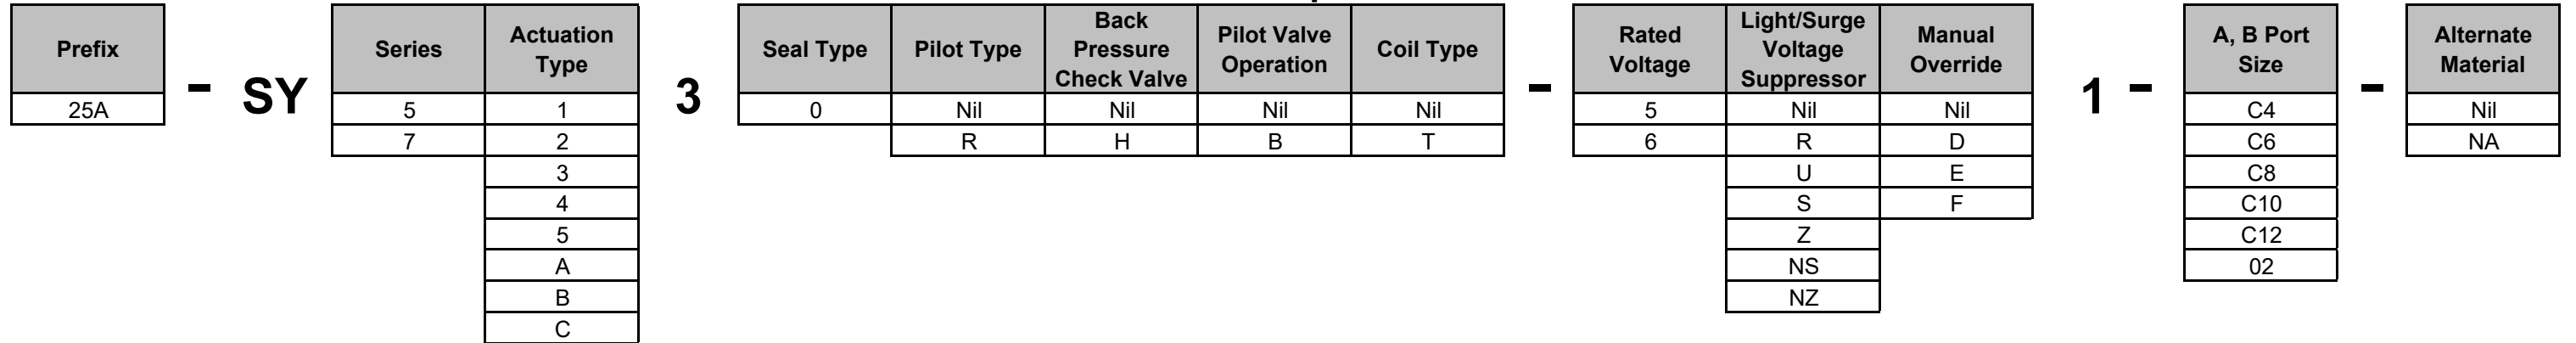 Prefix
25A
-
SY
Series
Actuation
Type
5 1
7 2
3
4
5
A
B
C
3
Seal Type Pilot Type Back
Pressure
Check Valve Pilot Valve
Operation Coil Type
0 Nil Nil Nil Nil
R H B T
-
Rated
Voltage Light/Surge
Voltage
Suppressor Manual
Override
5 Nil Nil
6 R D
U E
S F
Z
NS
NZ
1 -
A, B Port
Size
C4
C6
C8
C10
C12
02
-
Alternate
Material
Nil
NA